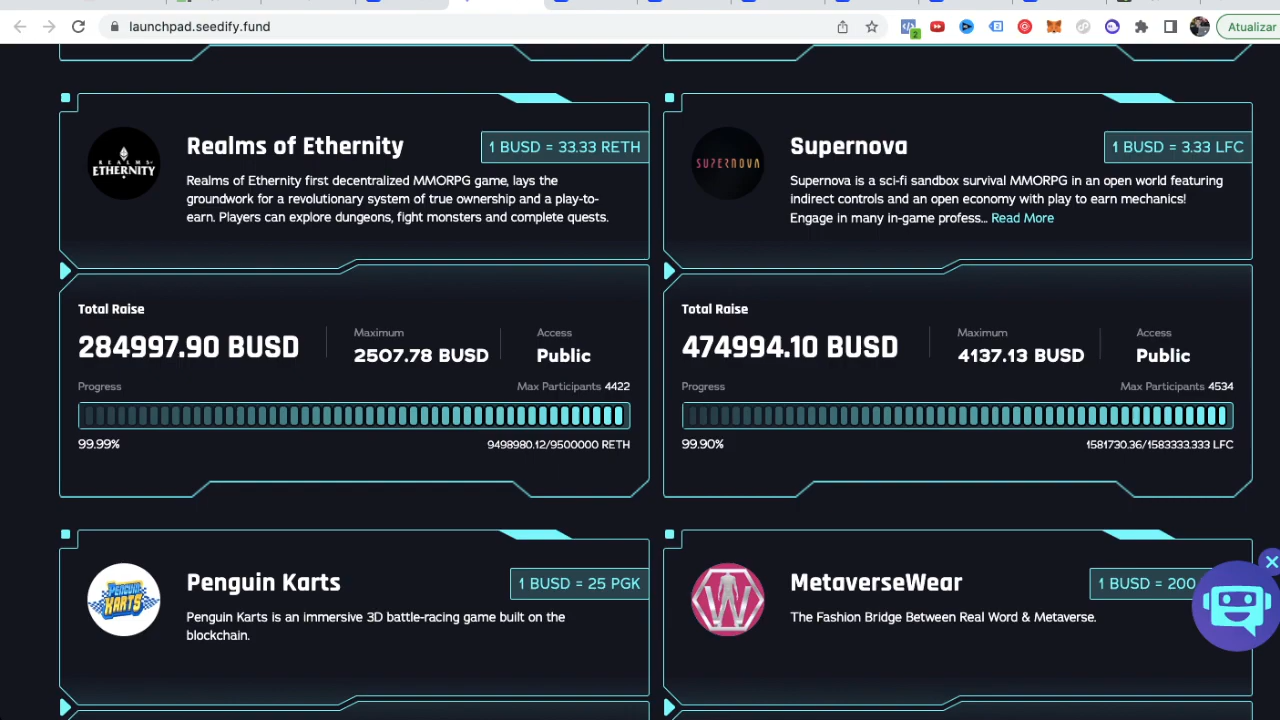 launchpad.seedify.fund
2
Atualizar
Realms of Ethernity
1 BUSD = 33.33 RETH
REALMS OF
ETHERNITY
Realms of Ethernity first decentralized MMORPG game, lays the
groundwork for a revolutionary system of true ownership and a play-to-
earn. Players can explore dungeons, fight monsters and complete quests.
Total Raise
284997.90 BUSD
Maximum
2507.78 BUSD
Access
Public
Progress
Max Participants 4422
99.99%
9498980.12/9500000 RETH
Supernova
1 BUSD = 3.33 LFC
SUPERNOVA
Supernova is a sci-fi sandbox survival MMORPG in an open world featuring
indirect controls and an open economy with play to earn mechanics!
Engage in many in-game profess... Read More
Total Raise
474994.10 BUSD
Maximum
4137.13 BUSD
Access
Public
Progress
Max Participants 4534
99.90%
1581730.36/1583333.333 LFC
Penguin Karts
1 BUSD = 25 PGK
PENGUIN
KARTS
Penguin Karts is an immersive 3D battle-racing game built on the
blockchain.
MetaverseWear
1 BUSD = 200
The Fashion Bridge Between Real Word & Metaverse.